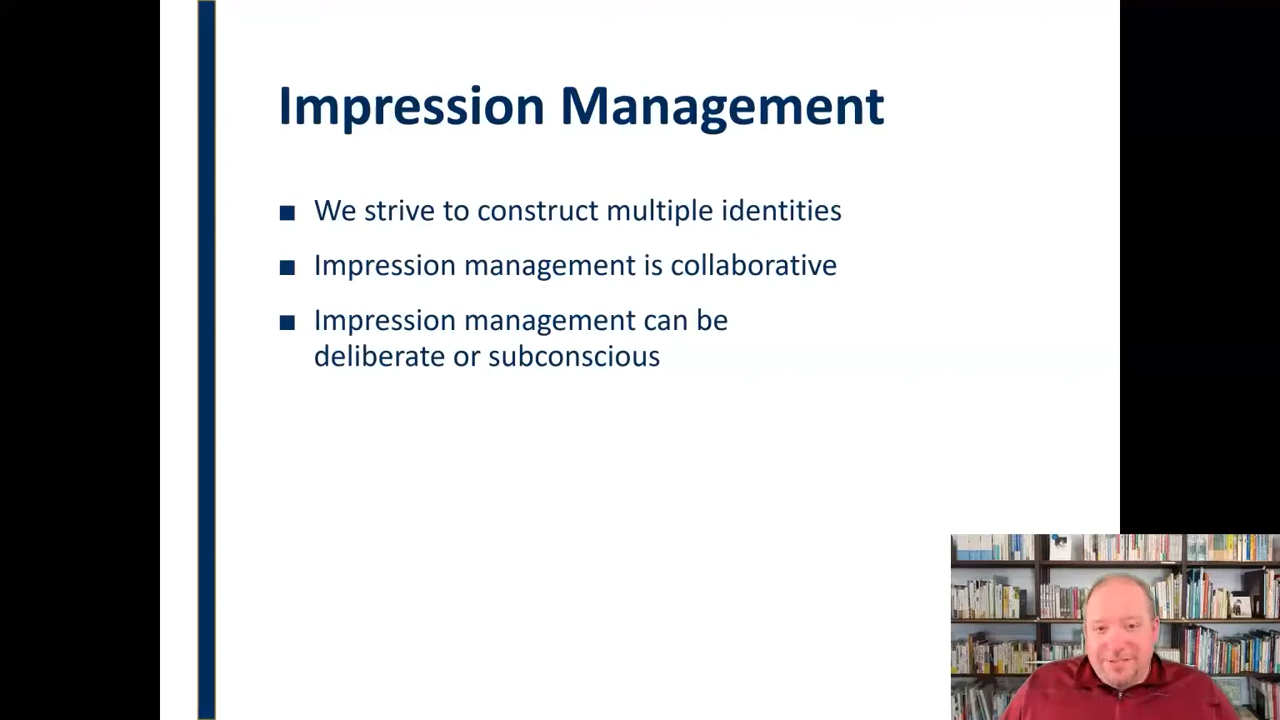 Impression Management
■ We strive to construct multiple identities
■ Impression management is collaborative
■ Impression management can be
deliberate or subconscious